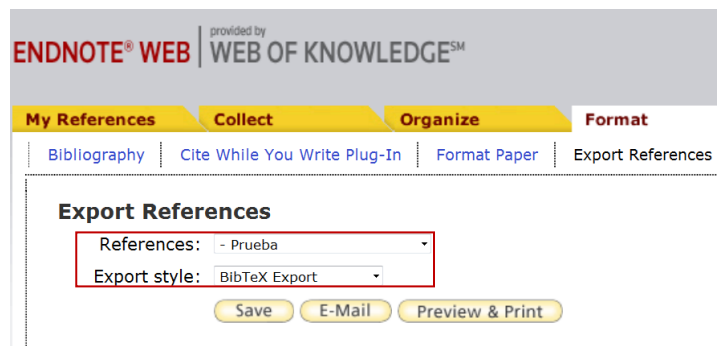 provided by
ENDNOTE® WEB WEB OF KNOWLEDGE℠
My References Collect Organize Format
Bibliography Cite While You Write Plug-In Format Paper Export References
Export References
References: - Prueba
Export style: BibTeX Export
Save E-Mail Preview & Print